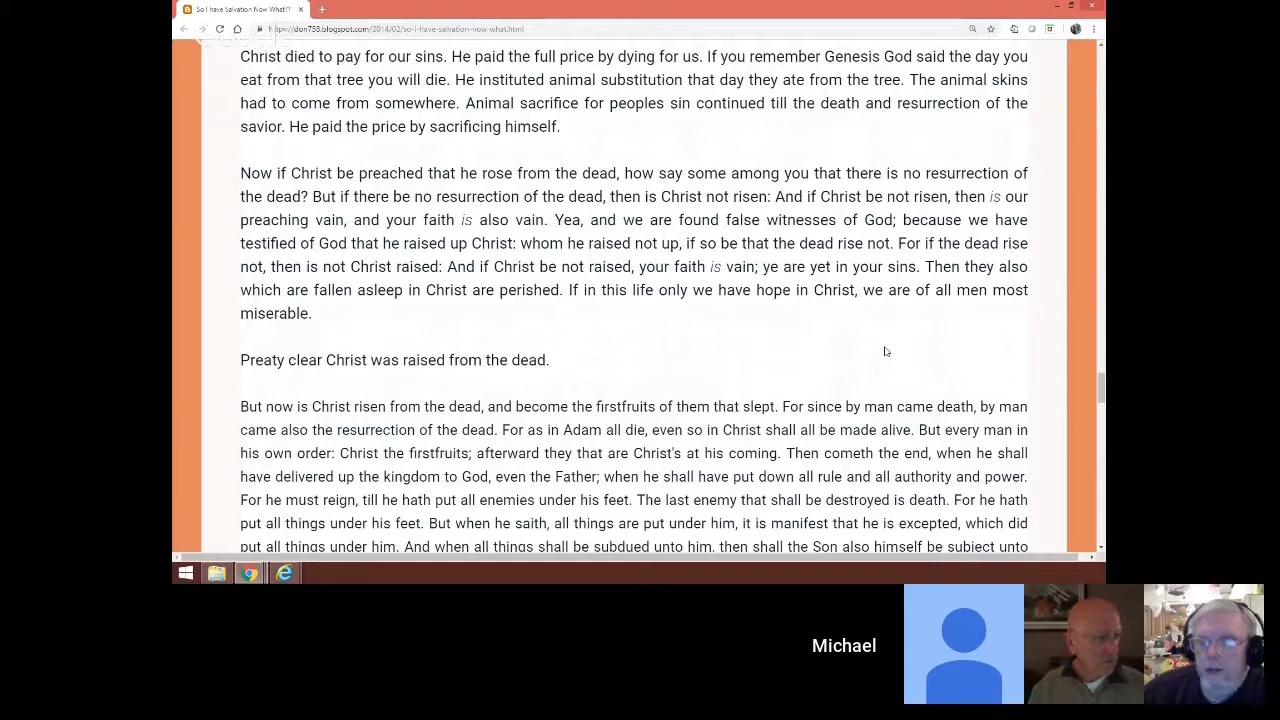 So I have Salvation Now What??
https://don758.blogspot.com/2014/02/so-i-have-salvation-now-what.html
Christ died to pay for our sins. He paid the full price by dying for us. If you remember Genesis God said the day you
eat from that tree you will die. He instituted animal substitution that day they ate from the tree. The animal skins
had to come from somewhere. Animal sacrifice for peoples sin continued till the death and resurrection of the
savior. He paid the price by sacrificing himself.
Now if Christ be preached that he rose from the dead, how say some among you that there is no resurrection of
the dead? But if there be no resurrection of the dead, then is Christ not risen: And if Christ be not risen, then is our
preaching vain, and your faith is also vain. Yea, and we are found false witnesses of God; because we have
testified of God that he raised up Christ: whom he raised not up, if so be that the dead rise not. For if the dead rise
not, then is not Christ raised: And if Christ be not raised, your faith is vain; ye are yet in your sins. Then they also
which are fallen asleep in Christ are perished. If in this life only we have hope in Christ, we are of all men most
miserable.
Preaty clear Christ was raised from the dead.
But now is Christ risen from the dead, and become the firstfruits of them that slept. For since by man came death, by man
came also the resurrection of the dead. For as in Adam all die, even so in Christ shall all be made alive. But every man in
his own order: Christ the firstfruits; afterward they that are Christ's at his coming. Then cometh the end, when he shall
have delivered up the kingdom to God, even the Father; when he shall have put down all rule and all authority and power.
For he must reign, till he hath put all enemies under his feet. The last enemy that shall be destroyed is death. For he hath
put all things under his feet. But when he saith, all things are put under him, it is manifest that he is excepted, which did
put all things under him. And when all things shall be subdued unto him, then shall the Son also himself be subject unto
Michael